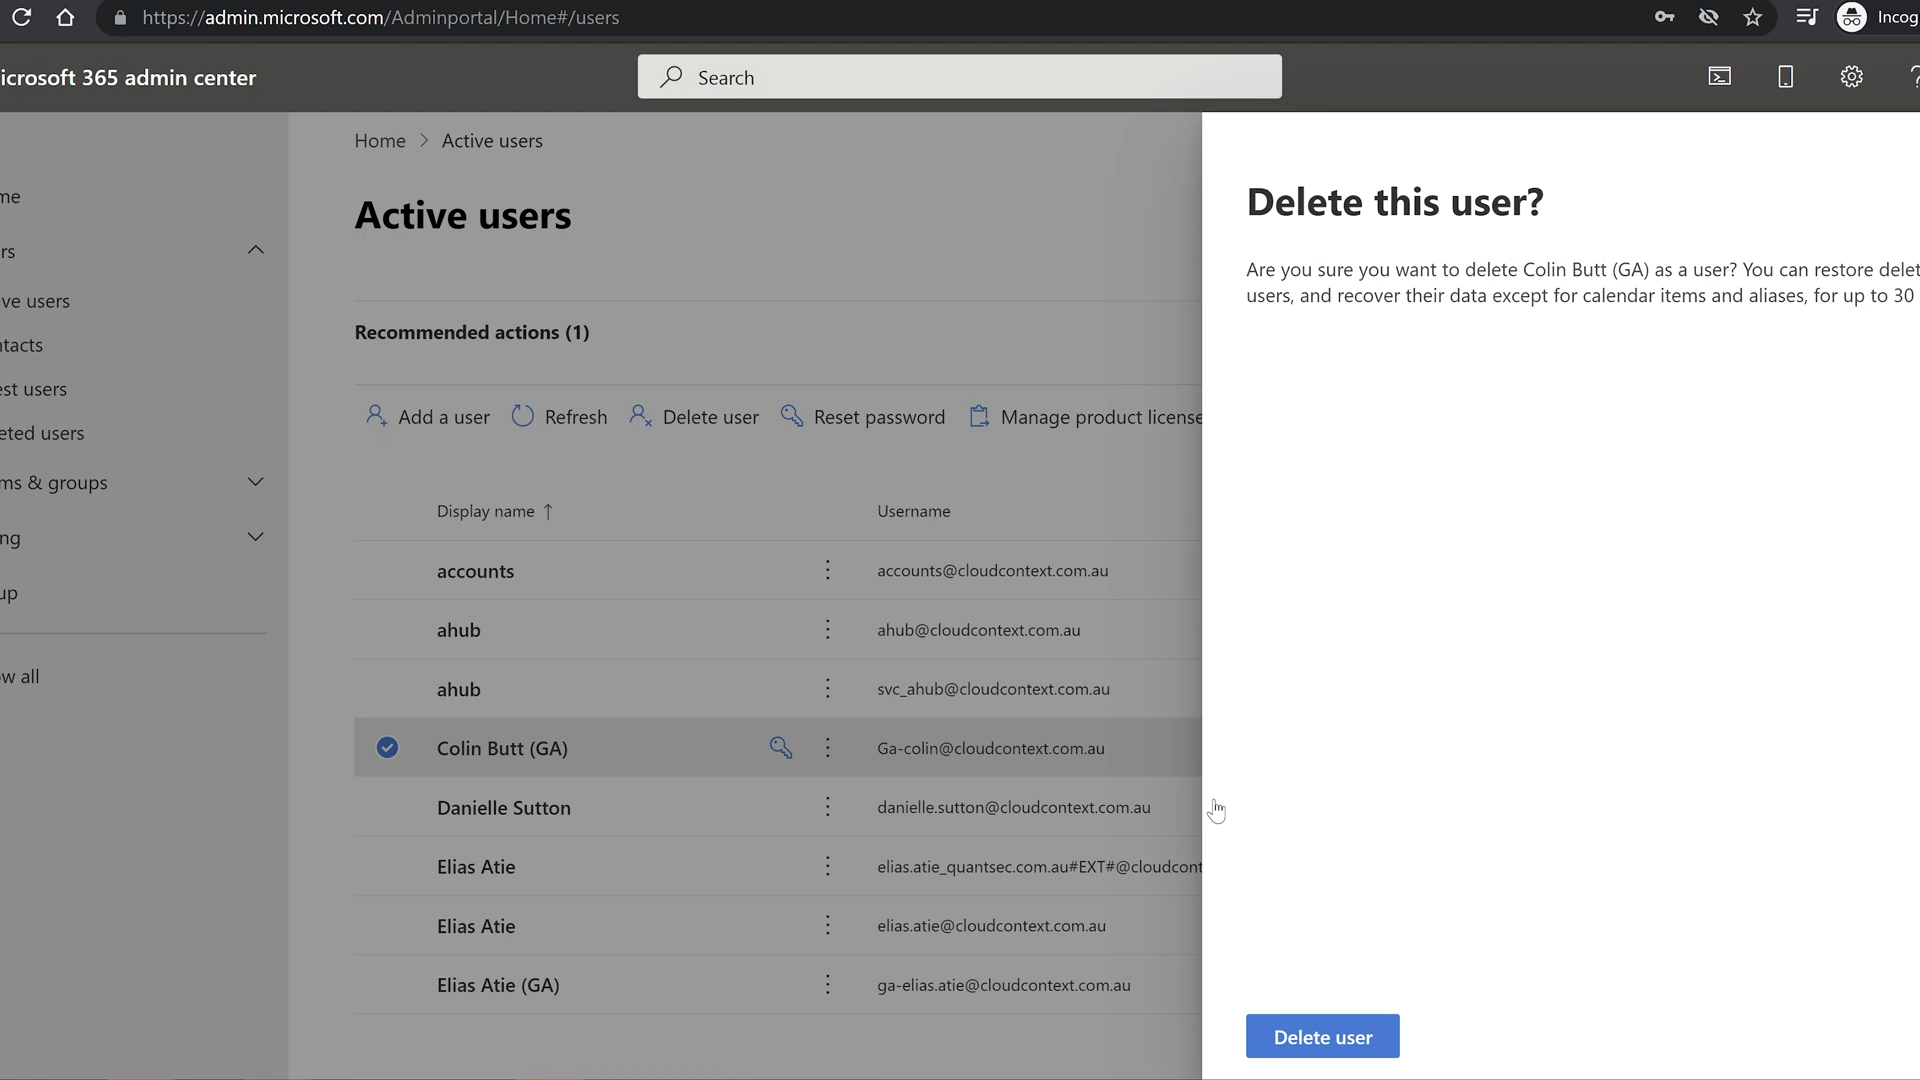 https://admin.microsoft.com/Adminportal/Home#/users
Incog
icrosoft 365 admin center
Search
Home > Active users
Delete this user?
Active users
Are you sure you want to delete Colin Butt (GA) as a user? You can restore delet
users, and recover their data except for calendar items and aliases, for up to 30
me
rs
ve users
ntacts
est users
eted users
ms & groups
ng
up
w all
Recommended actions (1)
Add a user Refresh Delete user Reset password Manage product license
Display name ↑ Username
accounts accounts@cloudcontext.com.au
ahub ahub@cloudcontext.com.au
ahub svc_ahub@cloudcontext.com.au
Colin Butt (GA) Ga-colin@cloudcontext.com.au
Danielle Sutton danielle.sutton@cloudcontext.com.au
Elias Atie elias.atie_quantsec.com.au#EXT#@cloudcont
Elias Atie elias.atie@cloudcontext.com.au
Elias Atie (GA) ga-elias.atie@cloudcontext.com.au
Delete user